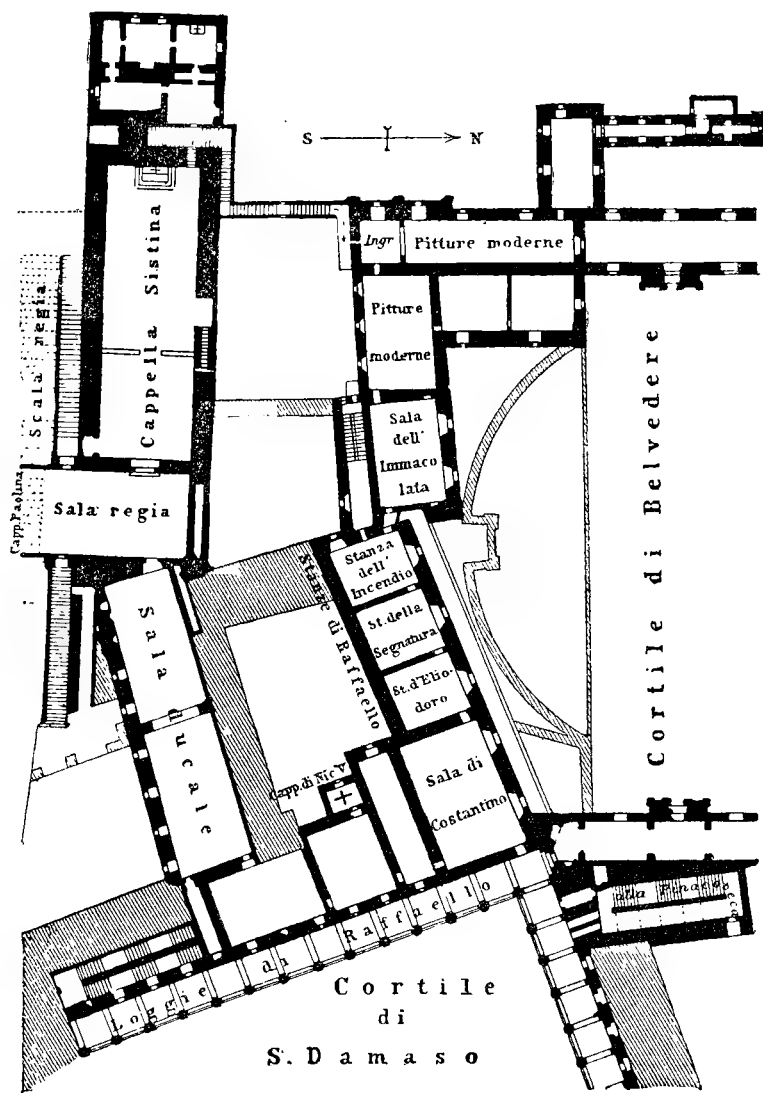 S N
Ingr
Pitture moderne
Scala regia
Cappella Sistina
Pitture
moderne
Sala
dell'
Immaco
lata
Cortile di Belvedere
Capp. Paolina
Sala regia
Stanza
dell'
Incendio
Stanze di Raffaello
St. della
Segnatura
St. d'Elio-
doro
Sala ducale
Capp. di Nic. V
Sala di
Costantino
alla Pinacoteca
Loggie di Raffaello
Cortile
di
S. Damaso